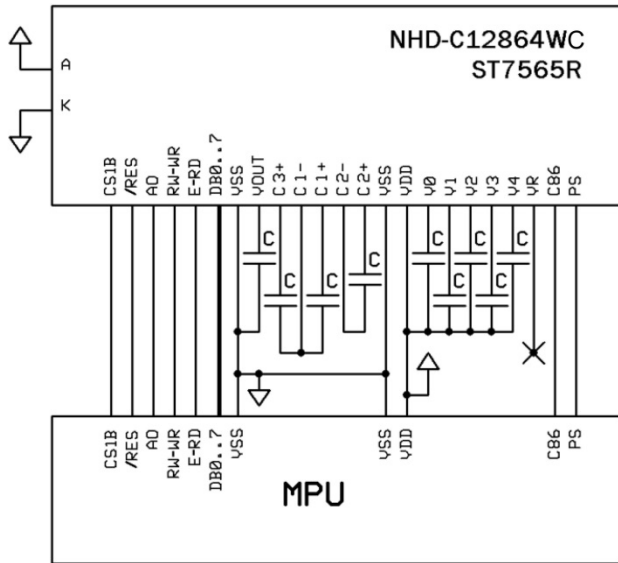 NHD-C12864WC
ST7565R
A
K
CS1B
/RES
A0
RW-WR
E-RD
DB0..7
VSS
VOUT
C3+
C1-
C1+
C2-
C2+
VSS
VDD
V0
V1
V2
V3
V4
VR
C86
PS
C
C
C
C
C
C
C
C
C
CS1B
/RES
A0
RW-WR
E-RD
DB0..7
VSS
VSS
VDD
C86
PS
MPU